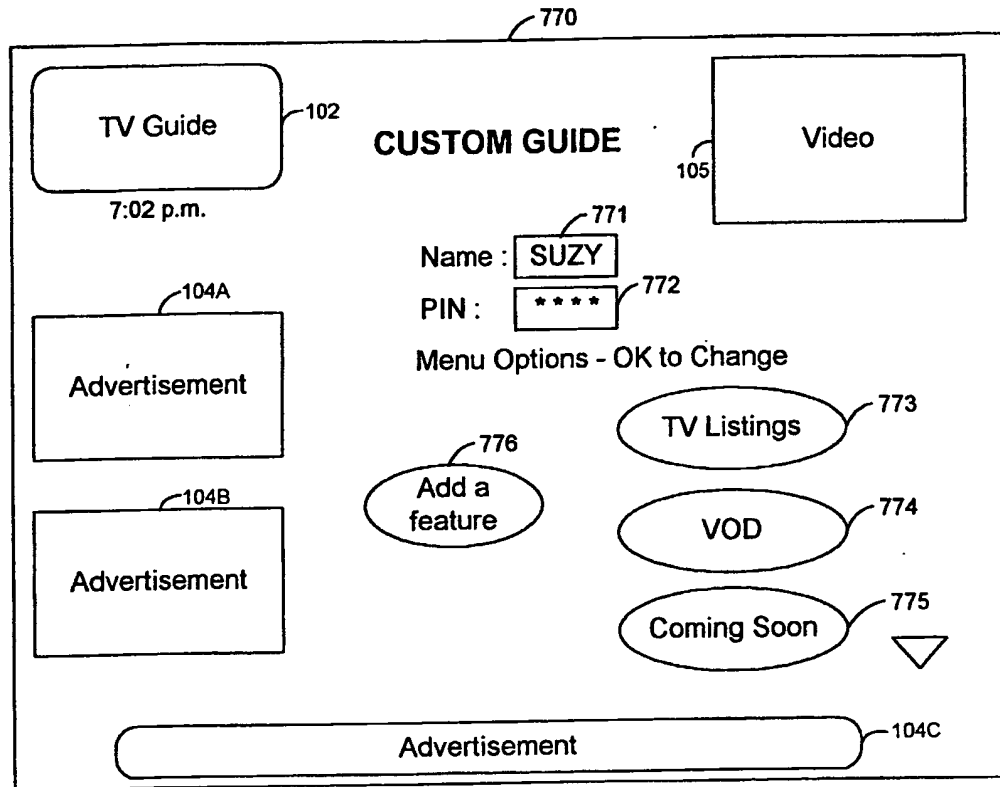 770
TV Guide
102
CUSTOM GUIDE
Video
105
7:02 p.m.
771
Name : SUZY
772
PIN : ****
Menu Options - OK to Change
104A
Advertisement
773
TV Listings
776
Add a
feature
104B
Advertisement
774
VOD
775
Coming Soon
Advertisement
104C